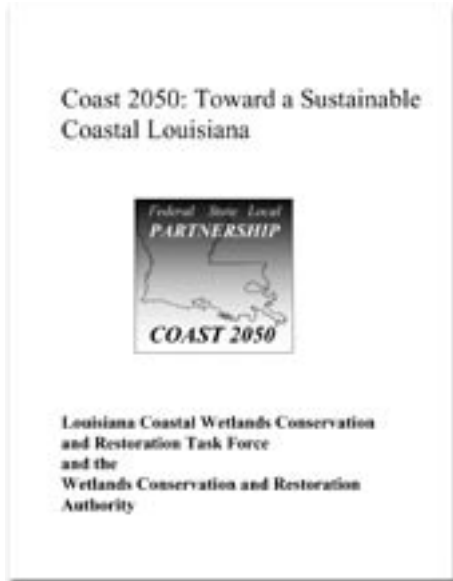 Coast 2050: Toward a Sustainable
Coastal Louisiana
Federal State Local
PARTNERSHIP
COAST 2050
Louisiana Coastal Wetlands Conservation
and Restoration Task Force
and the
Wetlands Conservation and Restoration
Authority